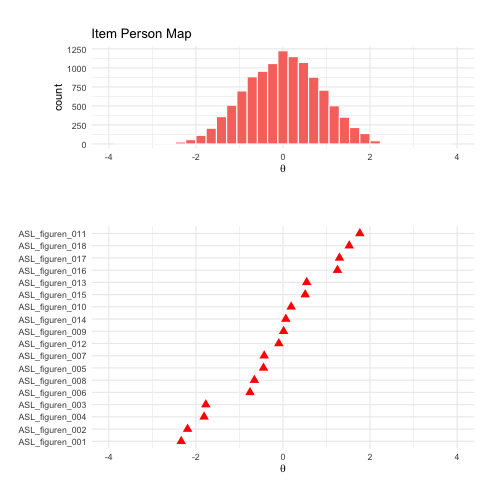 Item Person Map
count
1250
1000
750
500
250
0
-4 -2 0 2 4
θ
ASL_figuren_011
ASL_figuren_018
ASL_figuren_017
ASL_figuren_016
ASL_figuren_013
ASL_figuren_015
ASL_figuren_010
ASL_figuren_014
ASL_figuren_009
ASL_figuren_012
ASL_figuren_007
ASL_figuren_005
ASL_figuren_008
ASL_figuren_006
ASL_figuren_003
ASL_figuren_004
ASL_figuren_002
ASL_figuren_001
-4 -2 0 2 4
θ